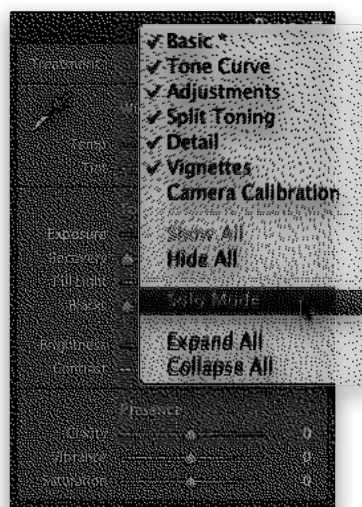 Basic
Treatment
✓ Basic *
✓ Tone Curve
✓ Adjustments
✓ Split Toning
✓ Detail
✓ Vignettes
Camera Calibration
Show All
Hide All
Solo Mode
Expand All
Collapse All
Temp
Tint
Exposure
Recovery
Fill Light
Blacks
Brightness
Contrast
Presence
Clarity 0
Vibrance 0
Saturation 0